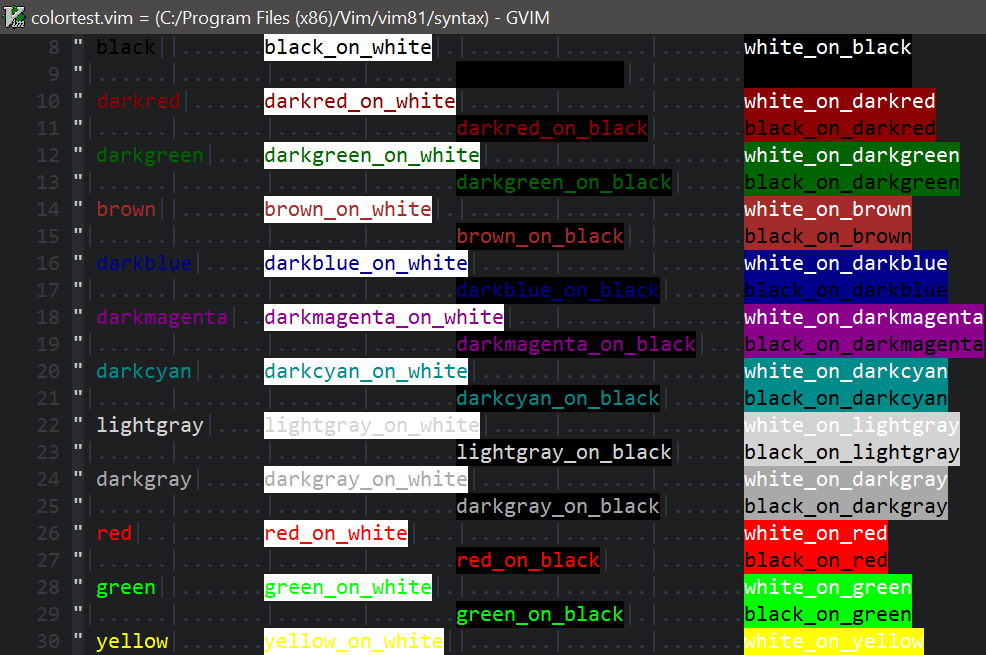 colortest.vim = (C:/Program Files (x86)/Vim/vim81/syntax) - GVIM
8 " black black_on_white white_on_black
9 "
10 " darkred darkred_on_white white_on_darkred
11 " darkred_on_black black_on_darkred
12 " darkgreen darkgreen_on_white white_on_darkgreen
13 " darkgreen_on_black black_on_darkgreen
14 " brown brown_on_white white_on_brown
15 " brown_on_black black_on_brown
16 " darkblue darkblue_on_white white_on_darkblue
17 " darkblue_on_black black_on_darkblue
18 " darkmagenta darkmagenta_on_white white_on_darkmagenta
19 " darkmagenta_on_black black_on_darkmagenta
20 " darkcyan darkcyan_on_white white_on_darkcyan
21 " darkcyan_on_black black_on_darkcyan
22 " lightgray lightgray_on_white white_on_lightgray
23 " lightgray_on_black black_on_lightgray
24 " darkgray darkgray_on_white white_on_darkgray
25 " darkgray_on_black black_on_darkgray
26 " red red_on_white white_on_red
27 " red_on_black black_on_red
28 " green green_on_white white_on_green
29 " green_on_black black_on_green
30 " yellow yellow_on_white white_on_yellow